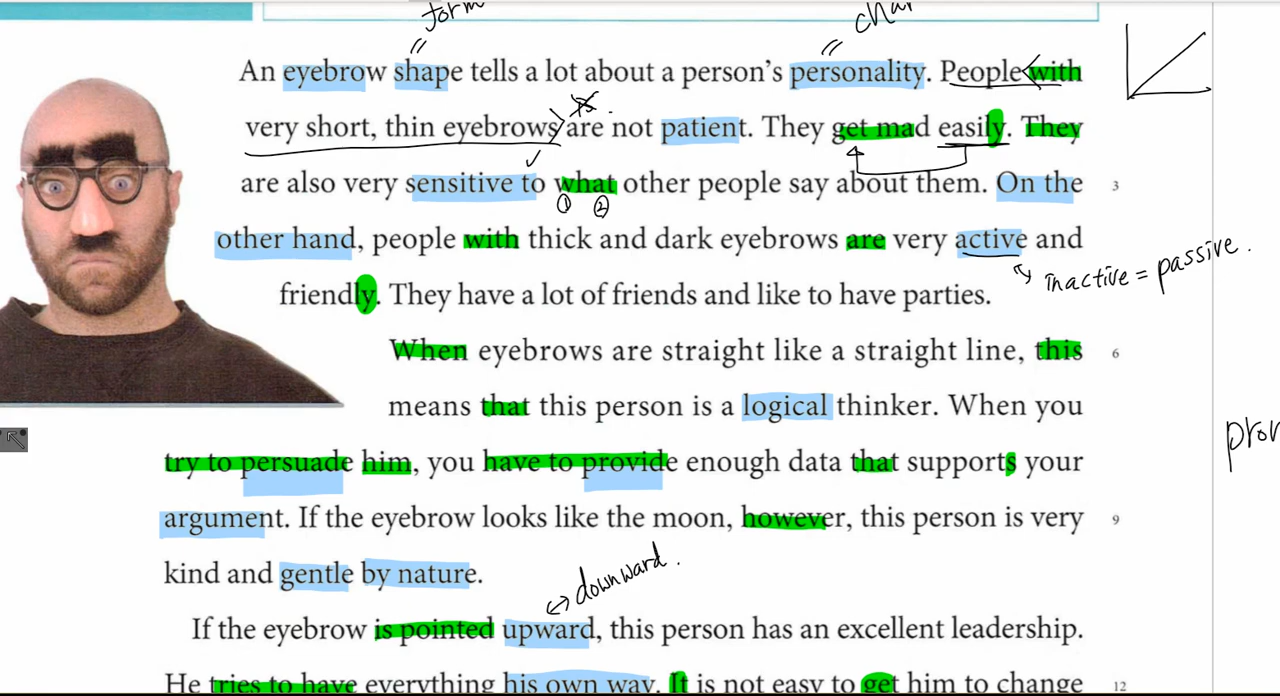 form
An eyebrow shape tells a lot about a person's personality. People with
very short, thin eyebrows are not patient. They get mad easily. They
are also very sensitive to what other people say about them. On the 3
① ②
other hand, people with thick and dark eyebrows are very active and
inactive = passive.
friendly. They have a lot of friends and like to have parties.
When eyebrows are straight like a straight line, this 6
means that this person is a logical thinker. When you
try to persuade him, you have to provide enough data that supports your
argument. If the eyebrow looks like the moon, however, this person is very 9
kind and gentle by nature.
↔ downward.
If the eyebrow is pointed upward, this person has an excellent leadership.
He tries to have everything his own way. It is not easy to get him to change 12